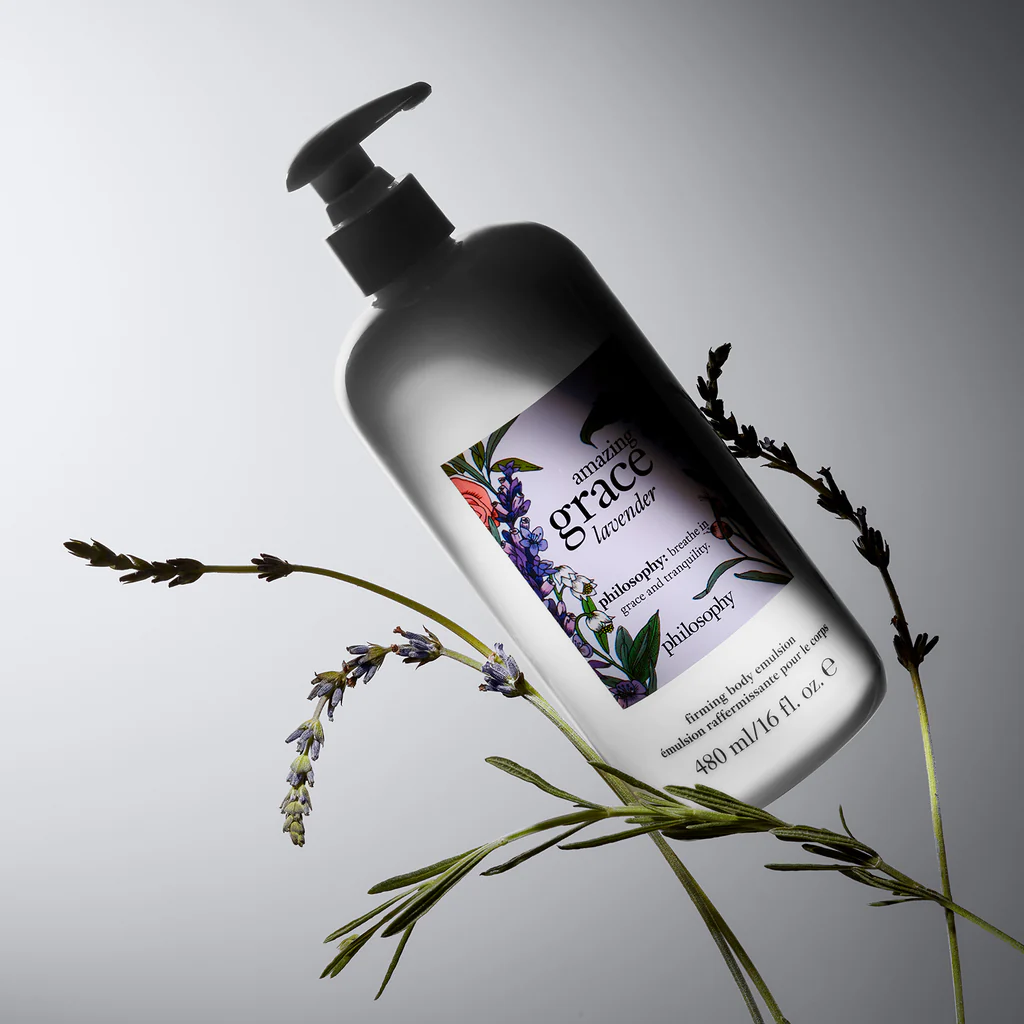 amazing
grace
lavender
philosophy: breathe in
grace and tranquility.
philosophy
firming body emulsion
émulsion raffermissante pour le corps
480 ml/16 fl. oz. ℮